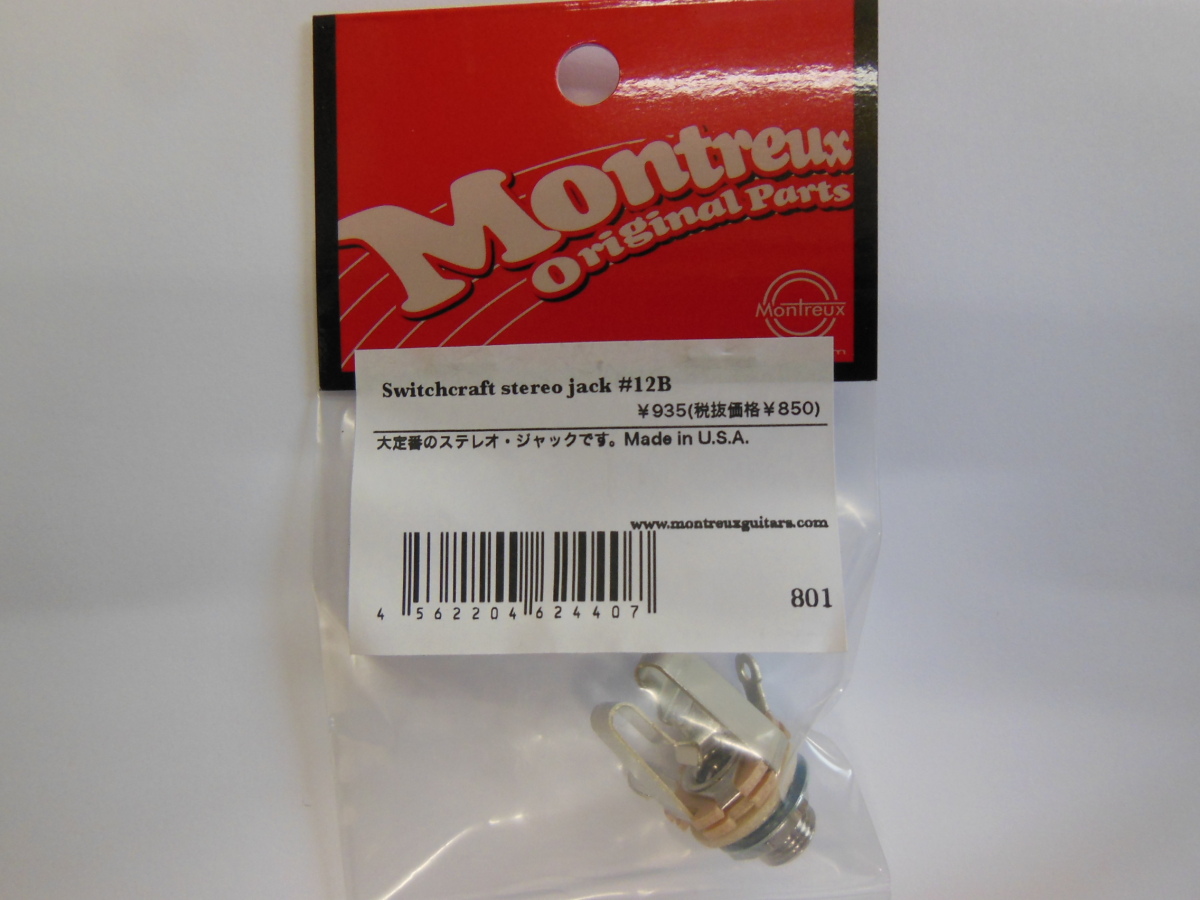 Montreux
Original Parts
Montreux
Switchcraft stereo jack #12B
￥935(税抜価格￥850)
大定番のステレオ・ジャックです。Made in U.S.A.
www.montreuxguitars.com
4 562204 624407
801